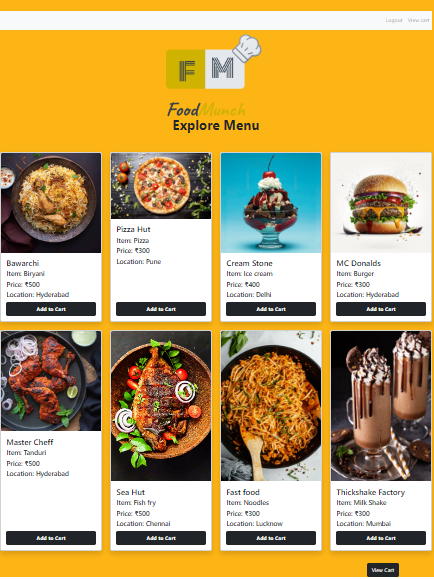 Logout View cart
F M
FoodMunch
Explore Menu
Bawarchi
Item: Biryani
Price: ₹500
Location: Hyderabad
Add to Cart
Pizza Hut
Item: Pizza
Price: ₹300
Location: Pune
Add to Cart
Cream Stone
Item: Ice cream
Price: ₹400
Location: Delhi
Add to Cart
MC Donalds
Item: Burger
Price: ₹300
Location: Hyderabad
Add to Cart
Master Cheff
Item: Tanduri
Price: ₹500
Location: Hyderabad
Add to Cart
Sea Hut
Item: Fish fry
Price: ₹500
Location: Chennai
Add to Cart
Fast food
Item: Noodles
Price: ₹300
Location: Lucknow
Add to Cart
Thickshake Factory
Item: Milk Shake
Price: ₹300
Location: Mumbai
Add to Cart
View Cart